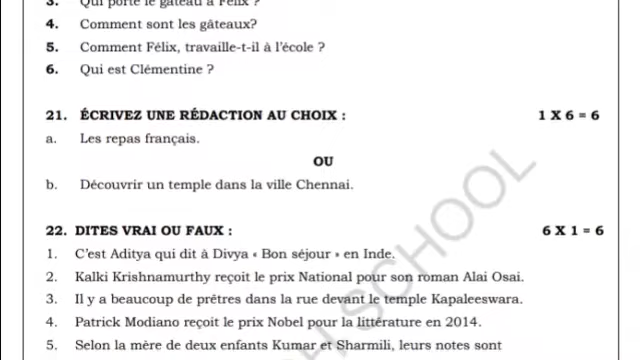 3. Qui porte le gâteau à Félix ?
4. Comment sont les gâteaux?
5. Comment Félix, travaille-t-il à l'école ?
6. Qui est Clémentine ?
21. ÉCRIVEZ UNE RÉDACTION AU CHOIX : 1 X 6 = 6
a. Les repas français.
OU
b. Découvrir un temple dans la ville Chennai.
22. DITES VRAI OU FAUX : 6 X 1 = 6
1. C'est Aditya qui dit à Divya « Bon séjour » en Inde.
2. Kalki Krishnamurthy reçoit le prix National pour son roman Alai Osai.
3. Il y a beaucoup de prêtres dans la rue devant le temple Kapaleeswara.
4. Patrick Modiano reçoit le prix Nobel pour la littérature en 2014.
5. Selon la mère de deux enfants Kumar et Sharmili, leurs notes sont
SCHOOL